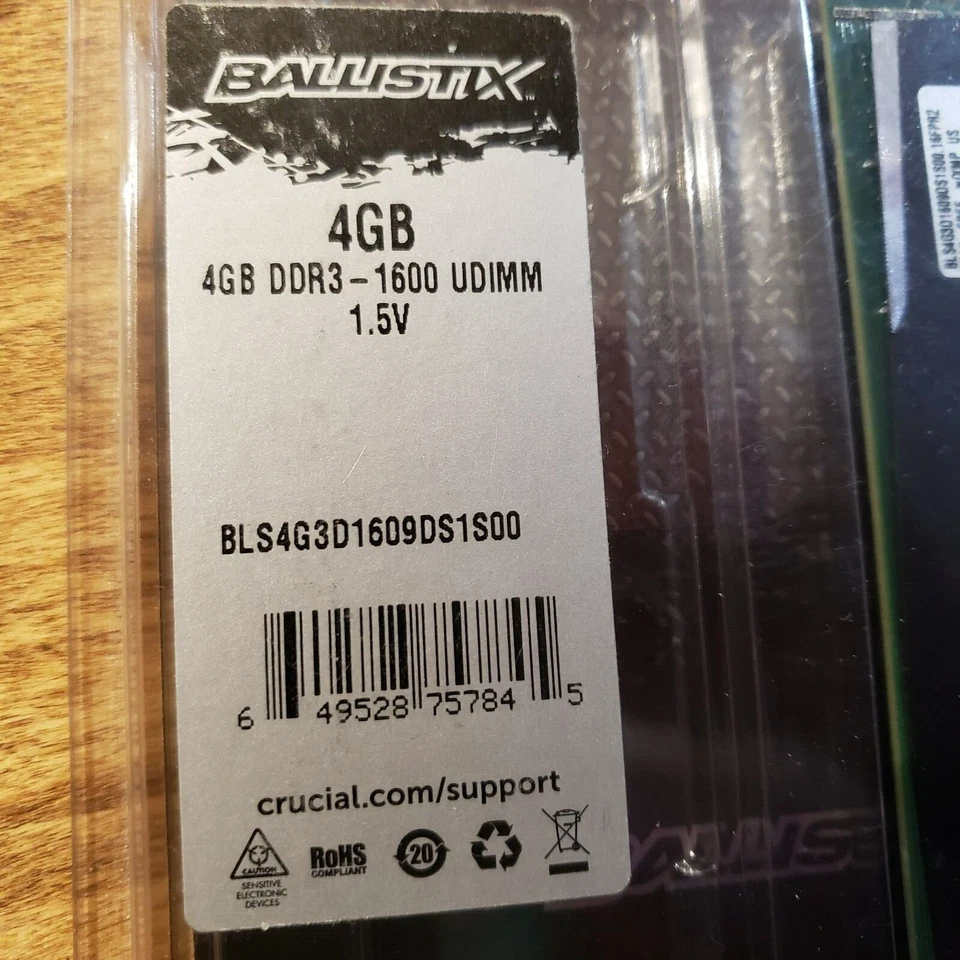 BALLISTIX
4GB
4GB DDR3-1600 UDIMM
1.5V
BLS4G3D1609DS1S00
6 49528 75784 5
crucial.com/support
CAUTION
SENSITIVE
ELECTRONIC
DEVICES
RoHS
COMPLIANT
20
US